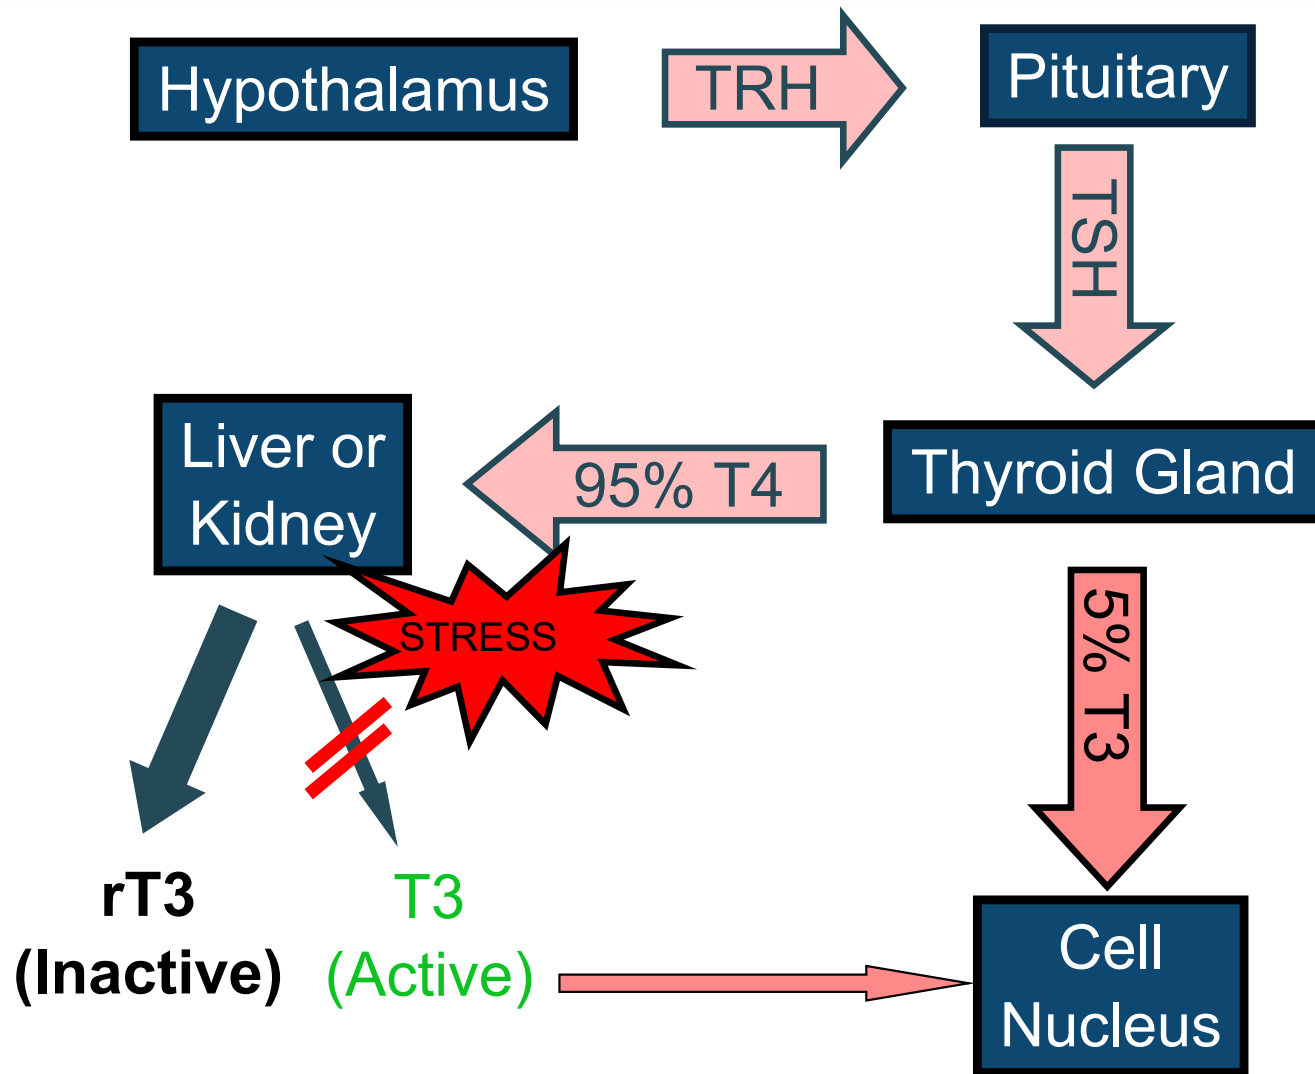 Hypothalamus
TRH
Pituitary
TSH
Liver or
Kidney
95% T4
Thyroid Gland
STRESS
5% T3
rT3
(Inactive)
T3
(Active)
Cell
Nucleus